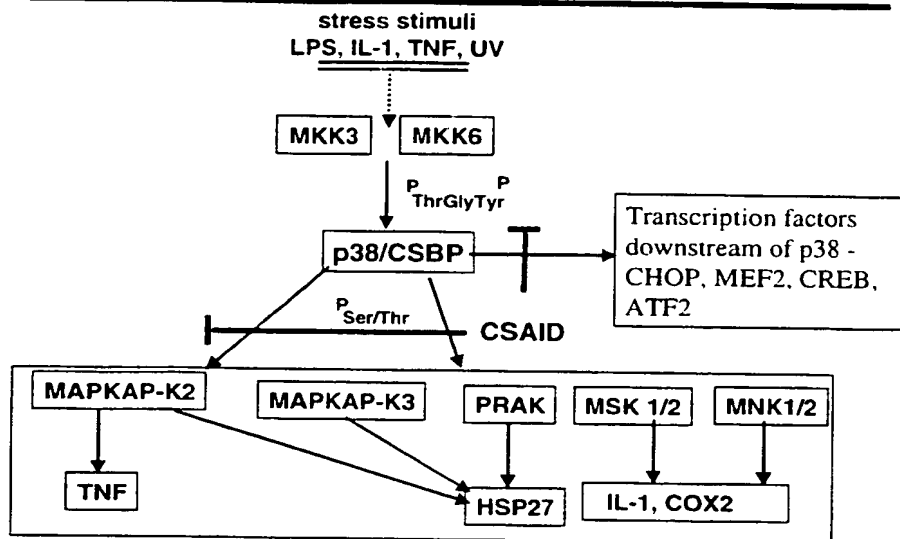 stress stimuli
LPS, IL-1, TNF, UV
MKK3 MKK6
P P
ThrGlyTyr
p38/CSBP
Transcription factors
downstream of p38 -
CHOP, MEF2, CREB,
ATF2
P
Ser/Thr
CSAID
MAPKAP-K2 MAPKAP-K3 PRAK MSK 1/2 MNK1/2
TNF HSP27 IL-1, COX2